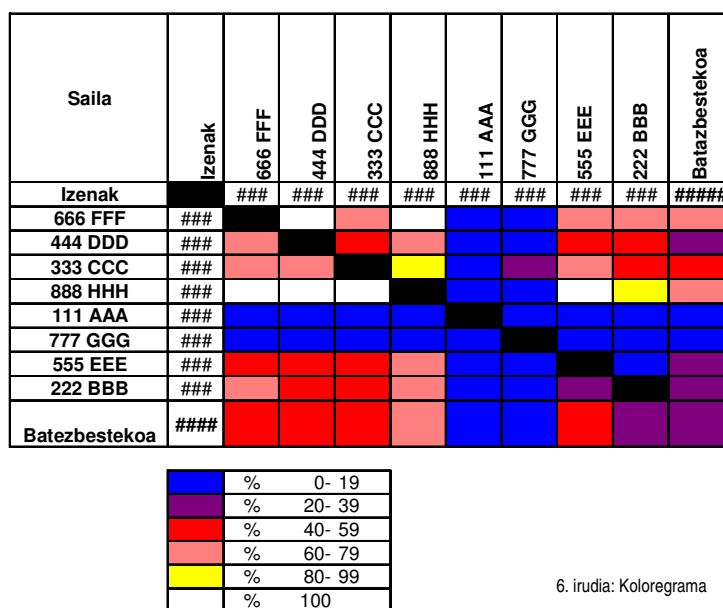 Saila Izenak 666 FFF 444 DDD 333 CCC 888 HHH 111 AAA 777 GGG 555 EEE 222 BBB Batazbestekoa
Izenak ### ### ### ### ### ### ### ### #####
666 FFF ###
444 DDD ###
333 CCC ###
888 HHH ###
111 AAA ###
777 GGG ###
555 EEE ###
222 BBB ###
Batezbestekoa ####
% 0- 19
% 20- 39
% 40- 59
% 60- 79
% 80- 99
% 100
6. irudia: Koloregrama